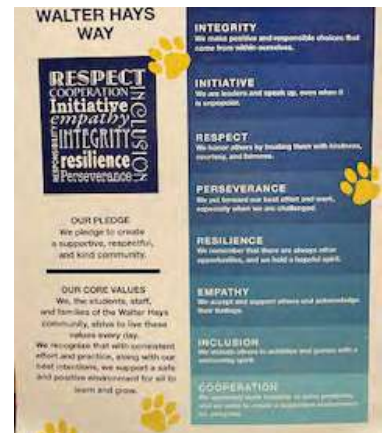 WALTER HAYS
WAY
RESPECT
COOPERATION
Initiative
empathy
INTEGRITY
resilience
Perseverance
RESPONSIBILITY
INCLUSION
OUR PLEDGE
We pledge to create
a supportive, respectful,
and kind community.
OUR CORE VALUES
We, the students, staff,
and families of the Walter Hays
community, strive to live these
values every day.
We recognize that with consistent
effort and practice, along with our
best intentions, we support a safe
and positive environment for all to
learn and grow.
INTEGRITY
We make positive and responsible choices that
come from within ourselves.
INITIATIVE
We are leaders and speak up, even when it
is unpopular.
RESPECT
We honor others by treating them with kindness,
courtesy, and fairness.
PERSEVERANCE
We put forward our best effort and work,
especially when we are challenged.
RESILIENCE
We remember that there are always other
opportunities, and we hold a hopeful spirit.
EMPATHY
We accept and support others and acknowledge
their feelings.
INCLUSION
We include others in activities and games with a
welcoming spirit.
COOPERATION